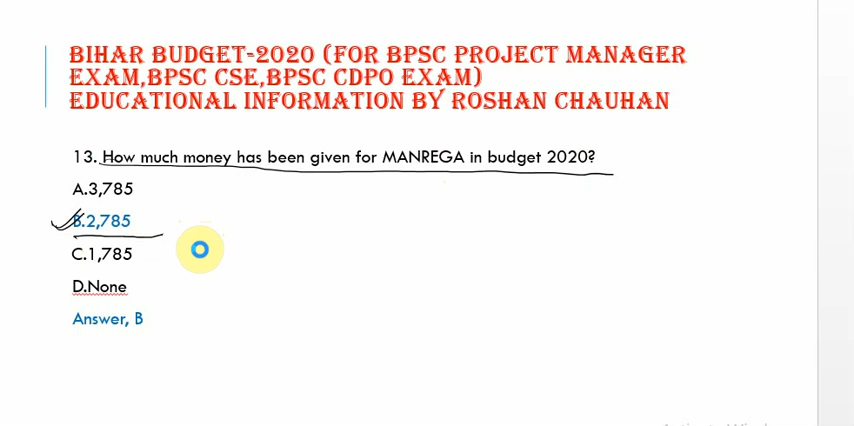 BIHAR BUDGET-2020 (FOR BPSC PROJECT MANAGER
EXAM,BPSC CSE,BPSC CDPO EXAM)
EDUCATIONAL INFORMATION BY ROSHAN CHAUHAN
13. How much money has been given for MANREGA in budget 2020?
A.3,785
B.2,785
C.1,785
D.None
Answer, B